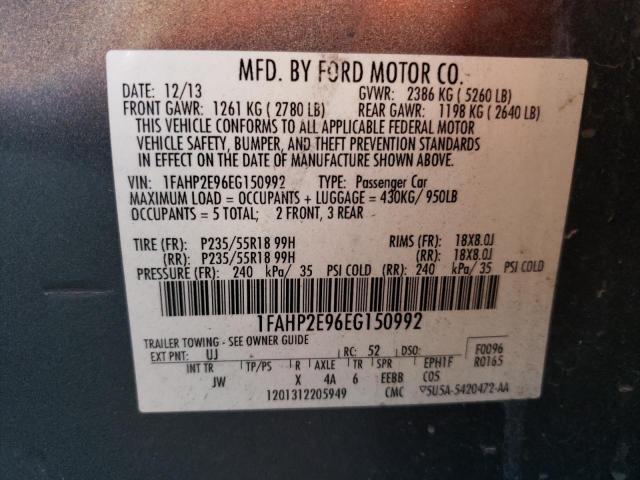 MFD. BY FORD MOTOR CO.
DATE: 12/13 GVWR: 2386 KG ( 5260 LB)
FRONT GAWR: 1261 KG ( 2780 LB) REAR GAWR: 1198 KG ( 2640 LB)
THIS VEHICLE CONFORMS TO ALL APPLICABLE FEDERAL MOTOR
VEHICLE SAFETY, BUMPER, AND THEFT PREVENTION STANDARDS
IN EFFECT ON THE DATE OF MANUFACTURE SHOWN ABOVE.
VIN: 1FAHP2E96EG150992 TYPE: Passenger Car
MAXIMUM LOAD = OCCUPANTS + LUGGAGE = 430KG/ 950LB
OCCUPANTS = 5 TOTAL; 2 FRONT, 3 REAR
TIRE (FR): P235/55R18 99H RIMS (FR): 18X8.0J
(RR): P235/55R18 99H (RR): 18X8.0J
PRESSURE (FR): 240 kPa/ 35 PSI COLD (RR): 240 kPa/ 35 PSI COLD
1FAHP2E96EG150992
TRAILER TOWING - SEE OWNER GUIDE
EXT PNT: UJ RC: 52 DSO: F0096
INT TR TP/PS R AXLE TR SPR EPH1F R0165
JW X 4A 6 EEBB C05
1201312205949 CMC 5U5A-5420472-AA